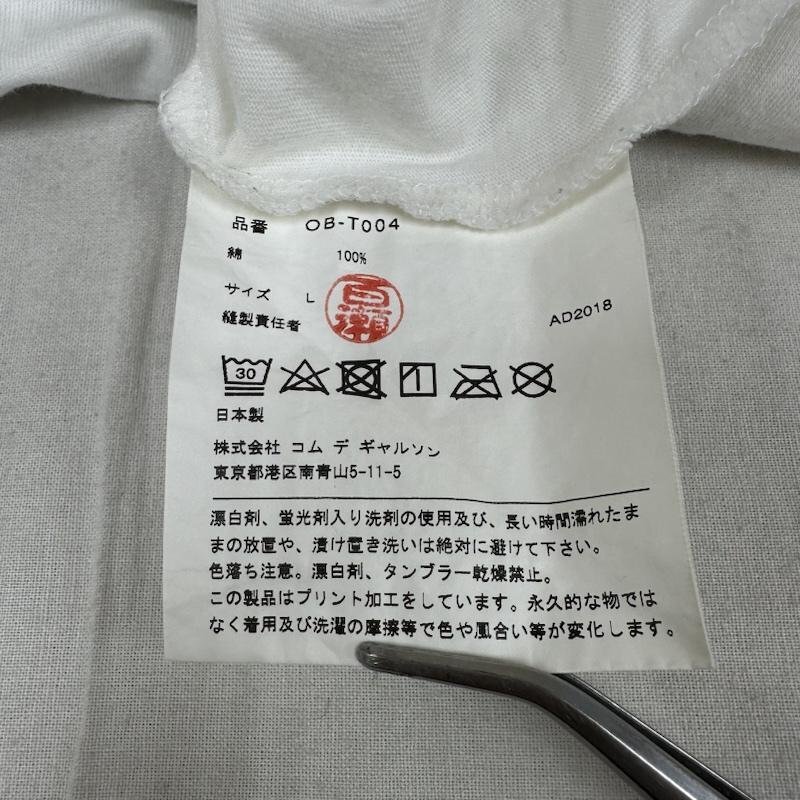 品番 OB-T004
綿 100%
サイズ L
縫製責任者 百瀬
AD2018
30
日本製
株式会社 コム デ ギャルソン
東京都港区南青山5-11-5
漂白剤、蛍光剤入り洗剤の使用及び、長い時間濡れたま
まの放置や、漬け置き洗いは絶対に避けて下さい。
色落ち注意。漂白剤、タンブラー乾燥禁止。
この製品はプリント加工をしています。永久的な物では
なく着用及び洗濯の摩擦等で色や風合い等が変化します。